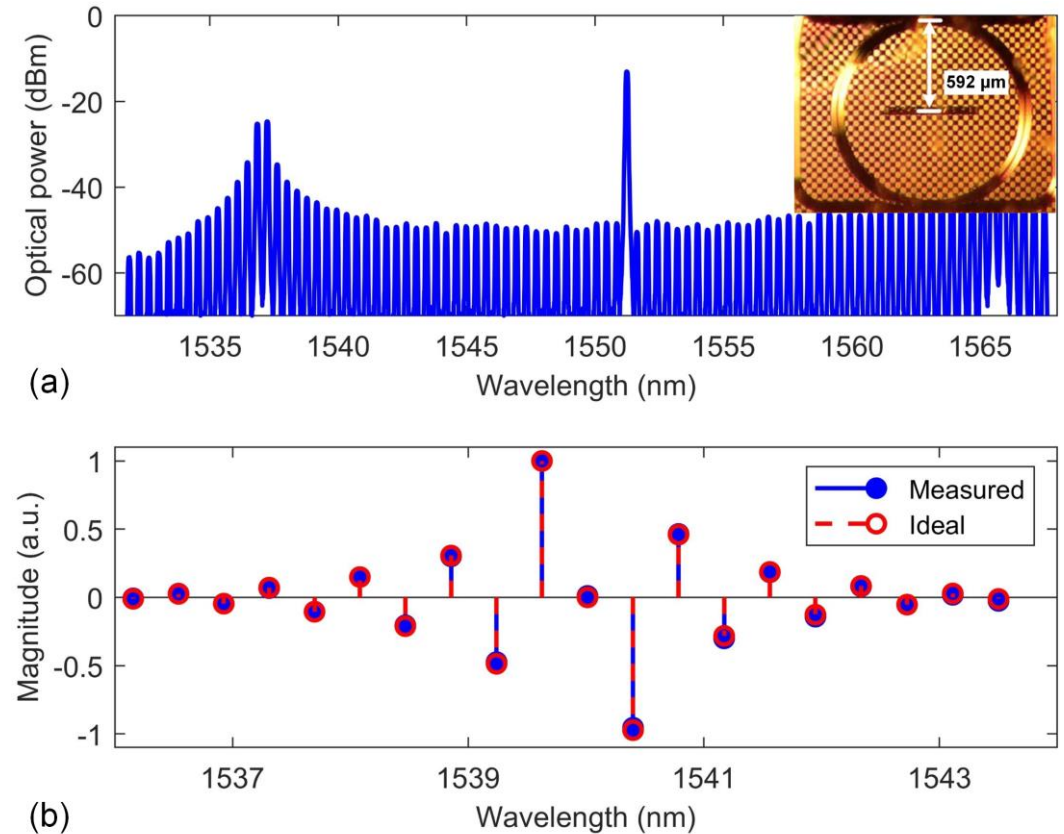 0
-20
-40
-60
Optical power (dBm)
592 µm
1535 1540 1545 1550 1555 1560 1565
Wavelength (nm)
(a)
1
0.5
0
-0.5
-1
Magnitude (a.u.)
Measured
Ideal
1537 1539 1541 1543
Wavelength (nm)
(b)